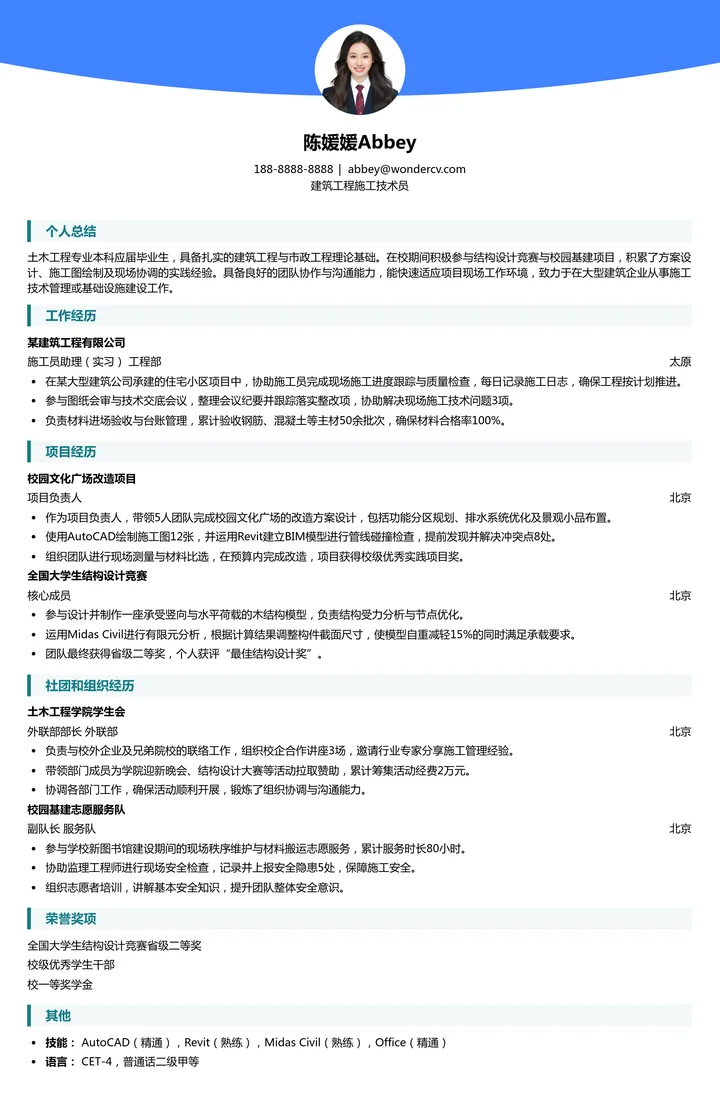 陈媛媛Abbey
188-8888-8888 | abbey@wondercv.com
建筑工程施工技术员
个人总结
土木工程专业本科应届毕业生，具备扎实的建筑工程与市政工程理论基础。在校期间积极参与结构设计竞赛与校园基建项目，积累了方案设
计、施工图绘制及现场协调的实践经验。具备良好的团队协作与沟通能力，能快速适应项目现场工作环境，致力于在大型建筑企业从事施工
技术管理或基础设施建设工作。
工作经历
某建筑工程有限公司
施工员助理（实习） 工程部 太原
• 在某大型建筑公司承建的住宅小区项目中，协助施工员完成现场施工进度跟踪与质量检查，每日记录施工日志，确保工程按计划推进。
• 参与图纸会审与技术交底会议，整理会议纪要并跟踪落实整改项，协助解决现场施工技术问题3项。
• 负责材料进场验收与台账管理，累计验收钢筋、混凝土等主材50余批次，确保材料合格率100%。
项目经历
校园文化广场改造项目
项目负责人 北京
• 作为项目负责人，带领5人团队完成校园文化广场的改造方案设计，包括功能分区规划、排水系统优化及景观小品布置。
• 使用AutoCAD绘制施工图12张，并运用Revit建立BIM模型进行管线碰撞检查，提前发现并解决冲突点8处。
• 组织团队进行现场测量与材料比选，在预算内完成改造，项目获得校级优秀实践项目奖。
全国大学生结构设计竞赛
核心成员 北京
• 参与设计并制作一座承受竖向与水平荷载的木结构模型，负责结构受力分析与节点优化。
• 运用Midas Civil进行有限元分析，根据计算结果调整构件截面尺寸，使模型自重减轻15%的同时满足承载要求。
• 团队最终获得省级二等奖，个人获评“最佳结构设计奖”。
社团和组织经历
土木工程学院学生会
外联部部长 外联部 北京
• 负责与校外企业及兄弟院校的联络工作，组织校企合作讲座3场，邀请行业专家分享施工管理经验。
• 带领部门成员为学院迎新晚会、结构设计大赛等活动拉取赞助，累计筹集活动经费2万元。
• 协调各部门工作，确保活动顺利开展，锻炼了组织协调与沟通能力。
校园基建志愿服务队
副队长 服务队 北京
• 参与学校新图书馆建设期间的现场秩序维护与材料搬运志愿服务，累计服务时长80小时。
• 协助监理工程师进行现场安全检查，记录并上报安全隐患5处，保障施工安全。
• 组织志愿者培训，讲解基本安全知识，提升团队整体安全意识。
荣誉奖项
全国大学生结构设计竞赛省级二等奖
校级优秀学生干部
校一等奖学金
其他
• 技能： AutoCAD（精通），Revit（熟练），Midas Civil（熟练），Office（精通）
• 语言： CET-4，普通话二级甲等